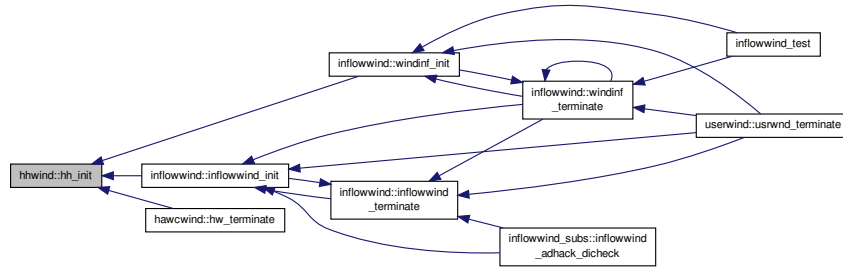 inflowwind_test
inflowwind::windinf_init
inflowwind::windinf
_terminate
userwind::usrwnd_terminate
hhwind::hh_init
inflowwind::inflowwind_init
inflowwind::inflowwind
_terminate
hawcwind::hw_terminate
inflowwind_subs::inflowwind
_adhack_dicheck